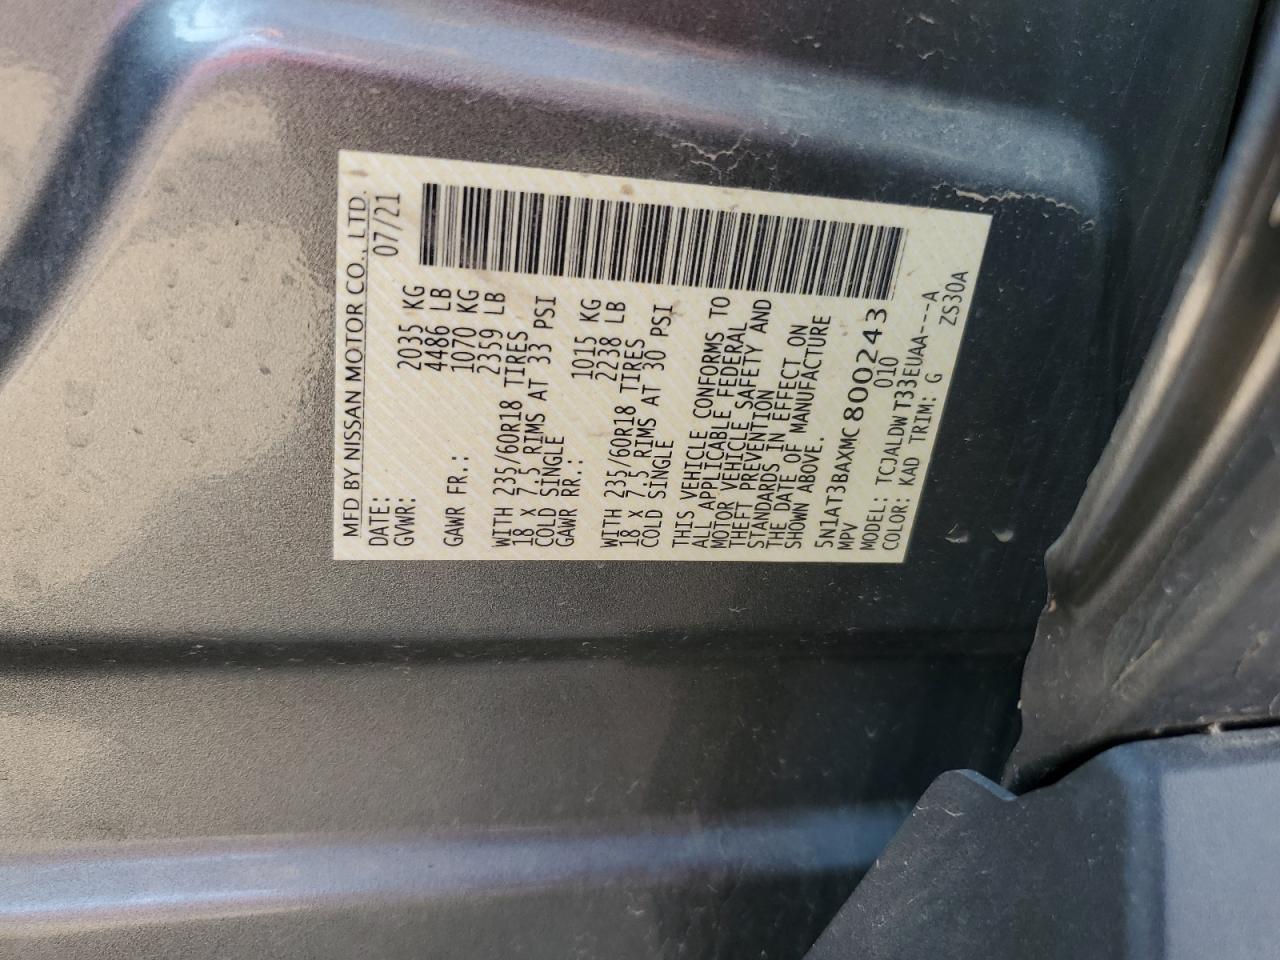 MFD BY NISSAN MOTOR CO., LTD.
DATE: 07/21
GVWR: 2035 KG
4486 LB
GAWR FR.: 1070 KG
2359 LB
WITH 235/60R18 TIRES
18 X 7.5 RIMS AT 33 PSI
COLD SINGLE
GAWR RR.: 1015 KG
2238 LB
WITH 235/60R18 TIRES
18 X 7.5 RIMS AT 30 PSI
COLD SINGLE
THIS VEHICLE CONFORMS TO
ALL APPLICABLE FEDERAL
MOTOR VEHICLE SAFETY AND
THEFT PREVENTION
STANDARDS IN EFFECT ON
THE DATE OF MANUFACTURE
SHOWN ABOVE.
5N1AT3BAXMC800243
MPV 010
MODEL: TCJALDWT33EUAA---A
COLOR: KAD TRIM: G ZS30A